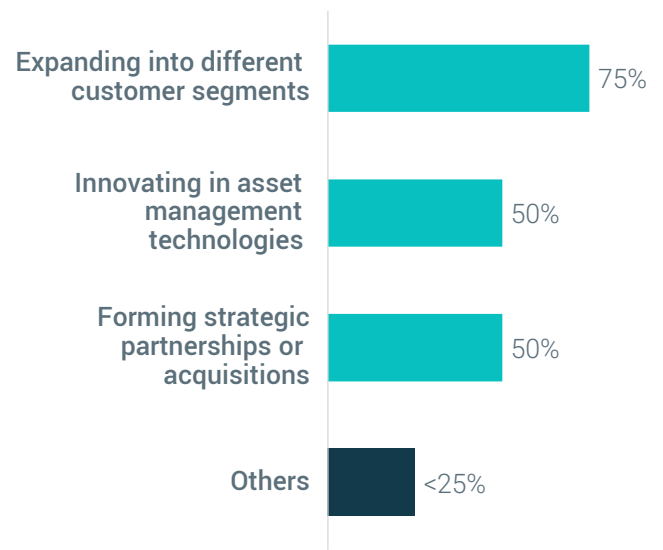 Expanding into different
customer segments
75%
Innovating in asset
management
technologies
50%
Forming strategic
partnerships or
acquisitions
50%
Others
<25%